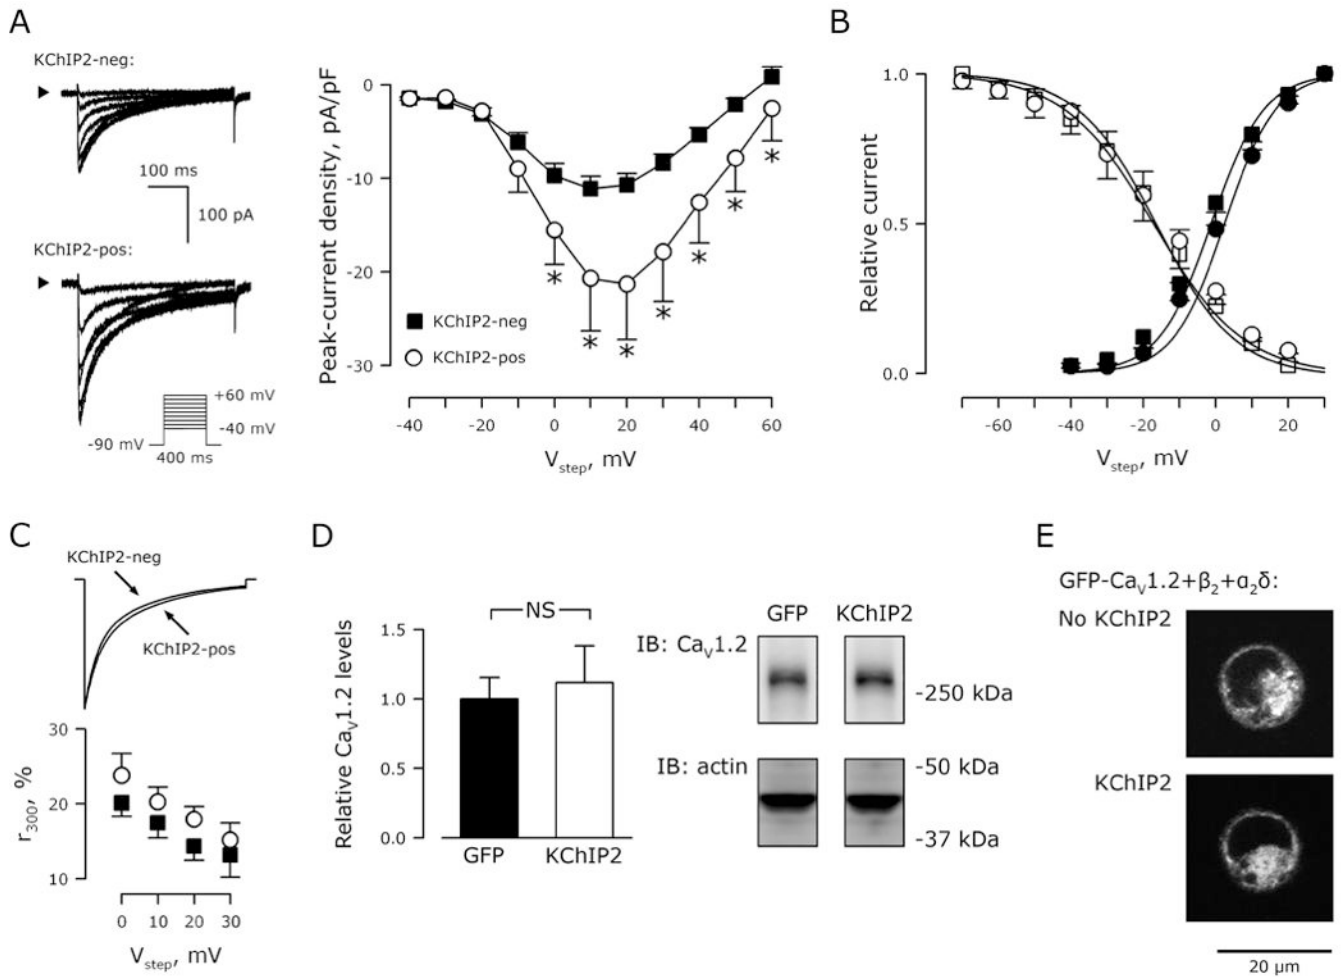 A
KChIP2-neg:
100 ms
100 pA
KChIP2-pos:
+60 mV
-40 mV
-90 mV
400 ms
Peak-current density, pA/pF
0
-10
-20
-30
KChIP2-neg
KChIP2-pos
* * * * * * *
-40 -20 0 20 40 60
Vstep, mV
B
Relative current
1.0
0.5
0.0
-60 -40 -20 0 20
Vstep, mV
C
KChIP2-neg
KChIP2-pos
r300, %
30
20
10
0 10 20 30
Vstep, mV
D
Relative CaV1.2 levels
1.5
1.0
0.5
0.0
NS
GFP KChIP2
GFP KChIP2
IB: CaV1.2
-250 kDa
IB: actin
-50 kDa
-37 kDa
E
GFP-CaV1.2+β2+α2δ:
No KChIP2
KChIP2
20 µm